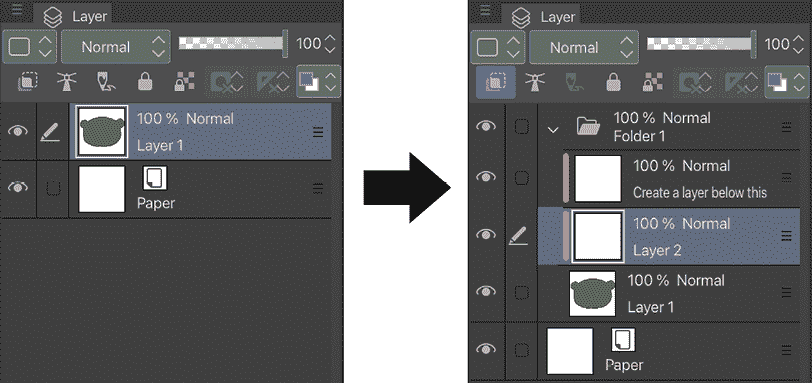 Layer
Normal
100
100 % Normal
Layer 1
Paper
Layer
Normal
100
100 % Normal
Folder 1
100 % Normal
Create a layer below this
100 % Normal
Layer 2
100 % Normal
Layer 1
Paper